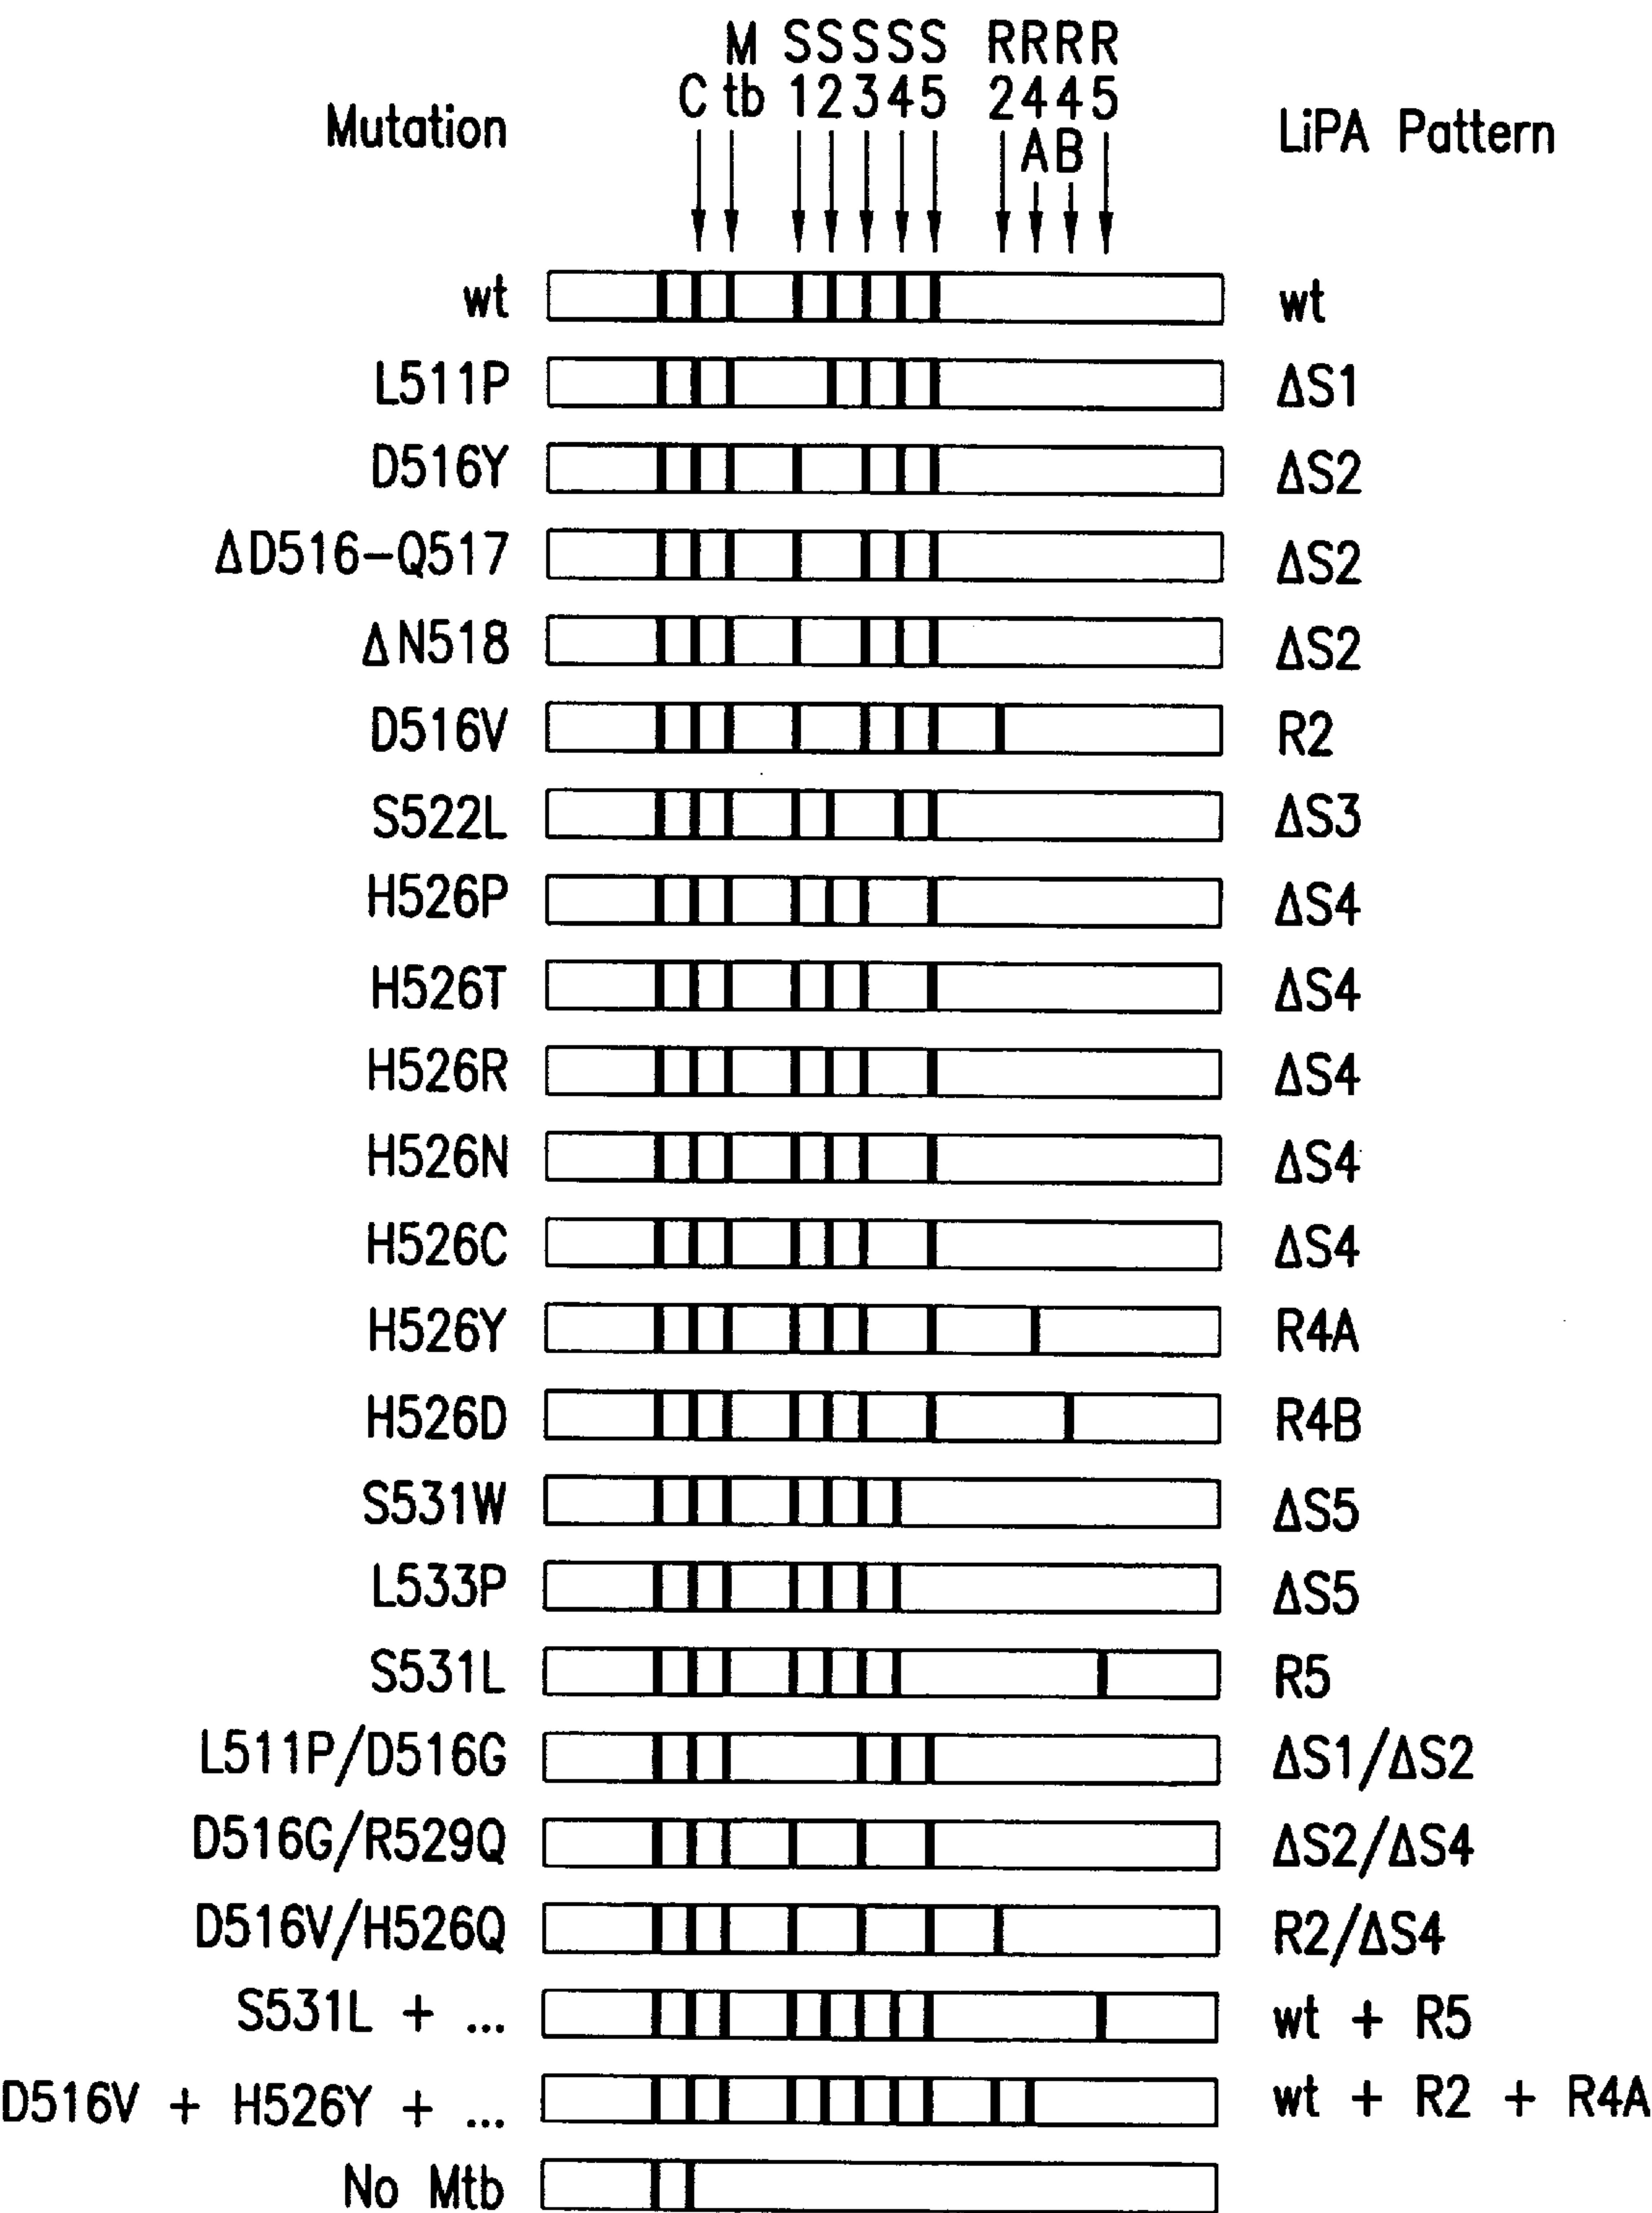 M SSSSS RRRR
C tb 12345 2445
Mutation AB LiPA Pattern
wt wt
L511P ΔS1
D516Y ΔS2
ΔD516-Q517 ΔS2
ΔN518 ΔS2
D516V R2
S522L ΔS3
H526P ΔS4
H526T ΔS4
H526R ΔS4
H526N ΔS4
H526C ΔS4
H526Y R4A
H526D R4B
S531W ΔS5
L533P ΔS5
S531L R5
L511P/D516G ΔS1/ΔS2
D516G/R529Q ΔS2/ΔS4
D516V/H526Q R2/ΔS4
S531L + ... wt + R5
D516V + H526Y + ... wt + R2 + R4A
No Mtb